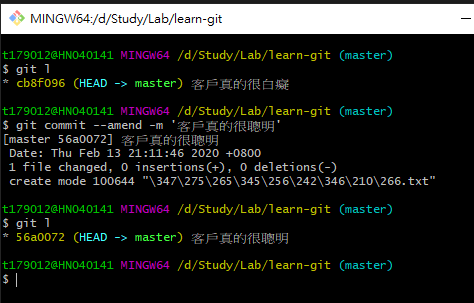 MINGW64:/d/Study/Lab/learn-git
t179012@HN040141 MINGW64 /d/Study/Lab/learn-git (master)
$ git l
* cb8f096 (HEAD -> master) 客戶真的很白癡
t179012@HN040141 MINGW64 /d/Study/Lab/learn-git (master)
$ git commit --amend -m '客戶真的很聰明'
[master 56a0072] 客戶真的很聰明
Date: Thu Feb 13 21:11:46 2020 +0800
1 file changed, 0 insertions(+), 0 deletions(-)
create mode 100644 "\347\275\265\345\256\242\346\210\266.txt"
t179012@HN040141 MINGW64 /d/Study/Lab/learn-git (master)
$ git l
* 56a0072 (HEAD -> master) 客戶真的很聰明
t179012@HN040141 MINGW64 /d/Study/Lab/learn-git (master)
$